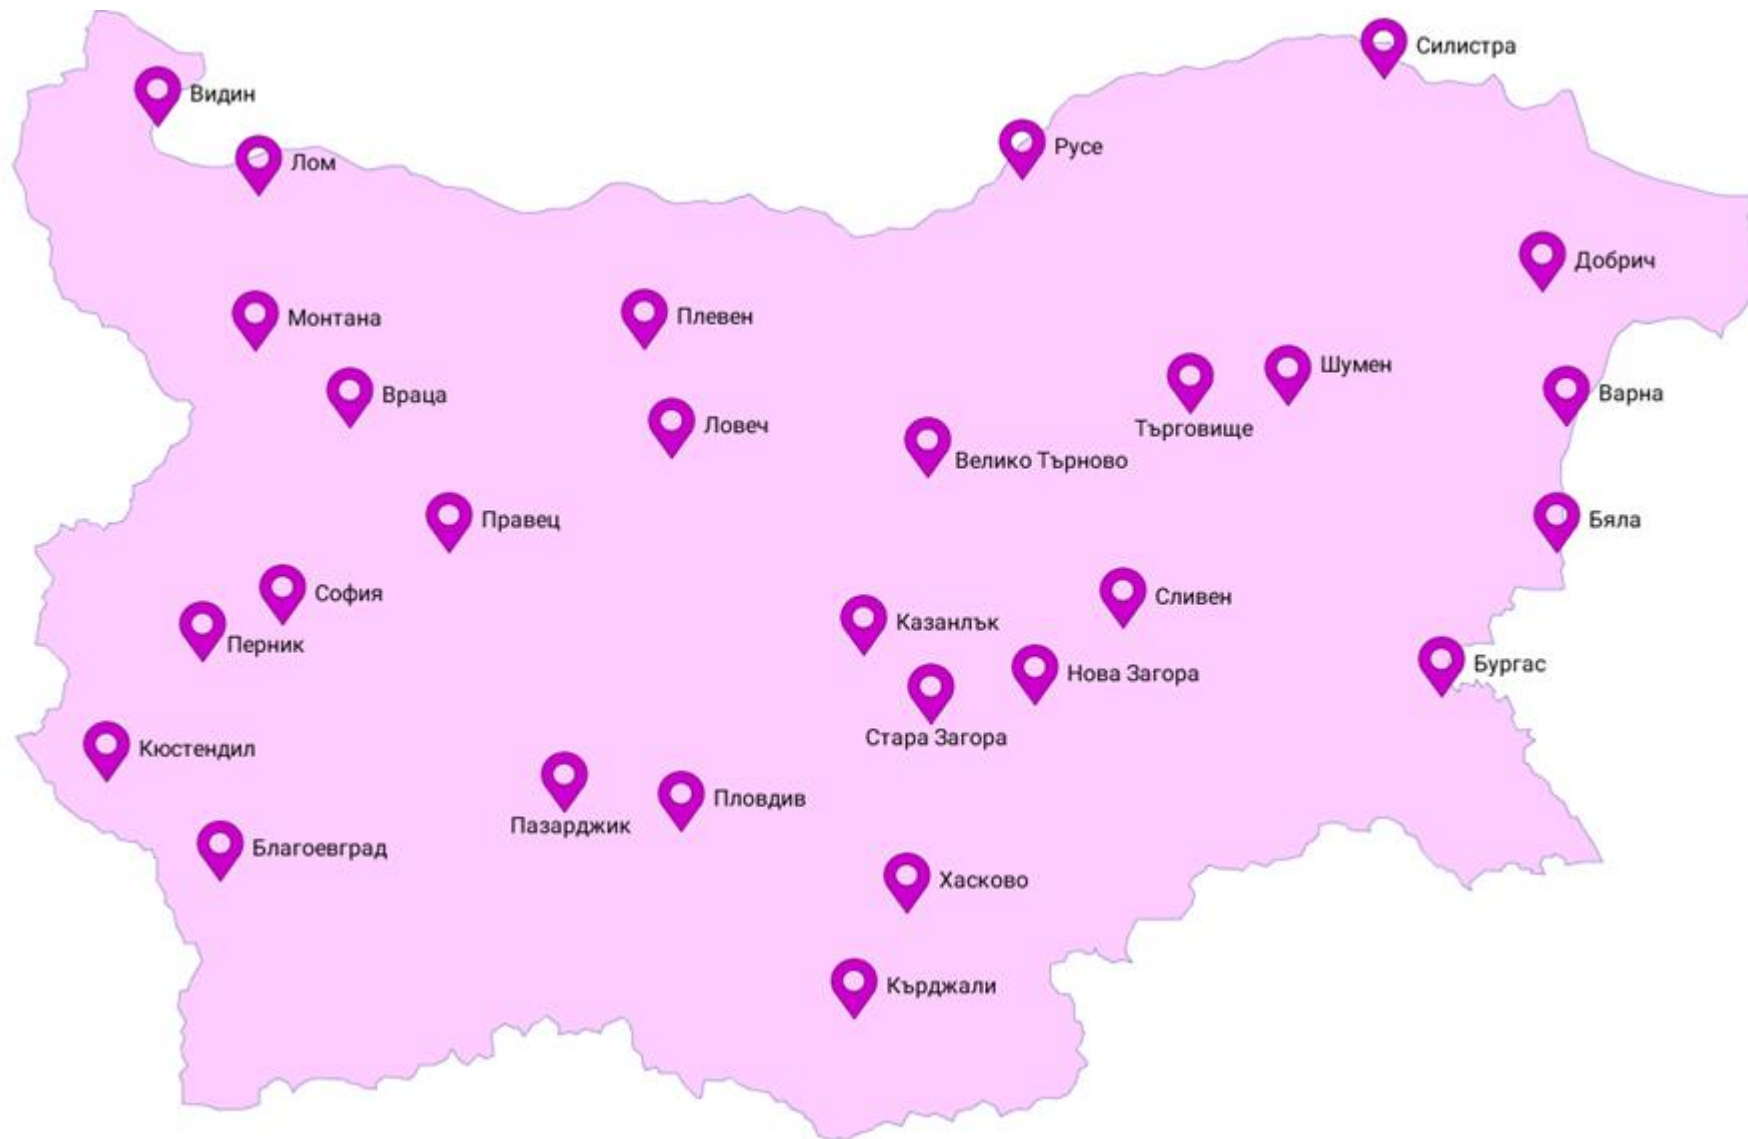 Силистра
Видин
Русе
Лом
Добрич
Плевен
Монтана
Шумен
Варна
Враца
Ловеч
Търговище
Велико Търново
Правец
Бяла
София
Сливен
Казанлък
Перник
Бургас
Нова Загора
Стара Загора
Кюстендил
Пловдив
Пазарджик
Благоевград
Хасково
Кърджали